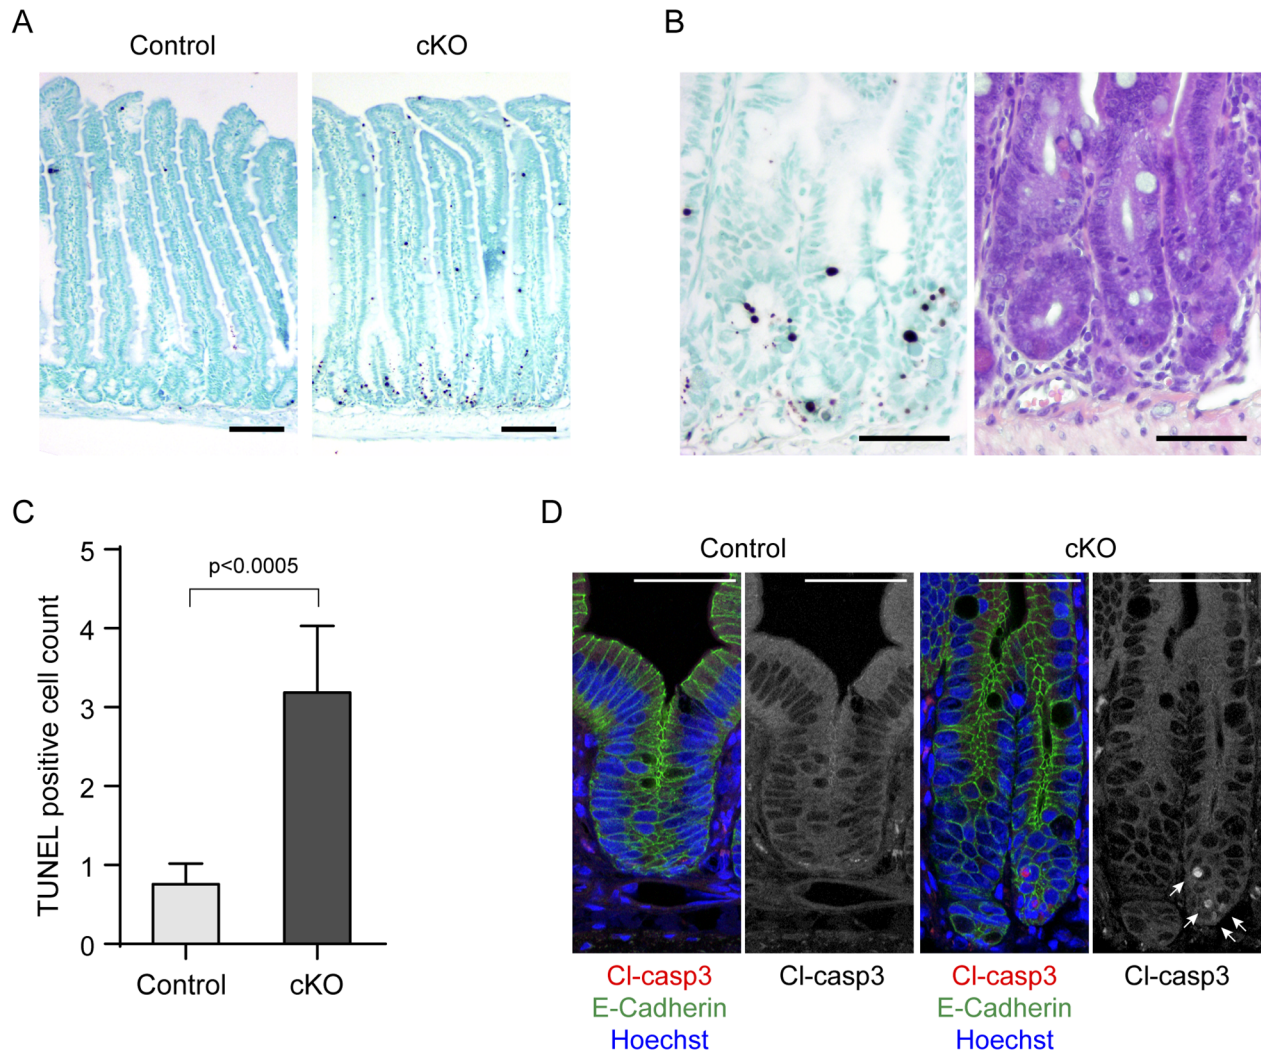 A
Control
cKO
B
C
TUNEL positive cell count
5
4
3
2
1
0
p<0.0005
Control
cKO
D
Control
cKO
Cl-casp3
E-Cadherin
Hoechst
Cl-casp3
Cl-casp3
E-Cadherin
Hoechst
Cl-casp3